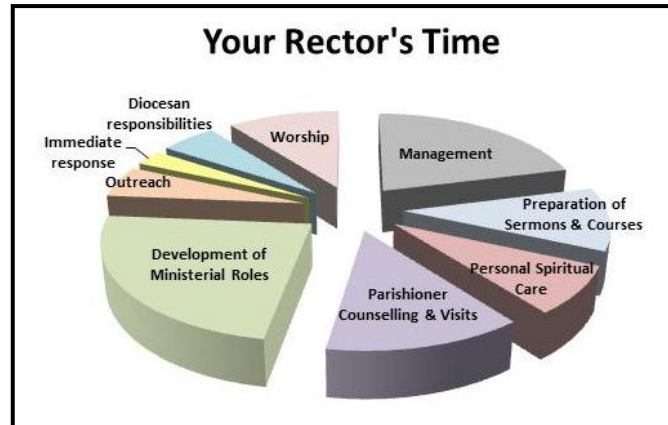 Your Rector's Time
Diocesan
responsibilities
Immediate
response
Outreach
Worship
Management
Preparation of
Sermons & Courses
Personal Spiritual
Care
Parishioner
Counselling & Visits
Development of
Ministerial Roles